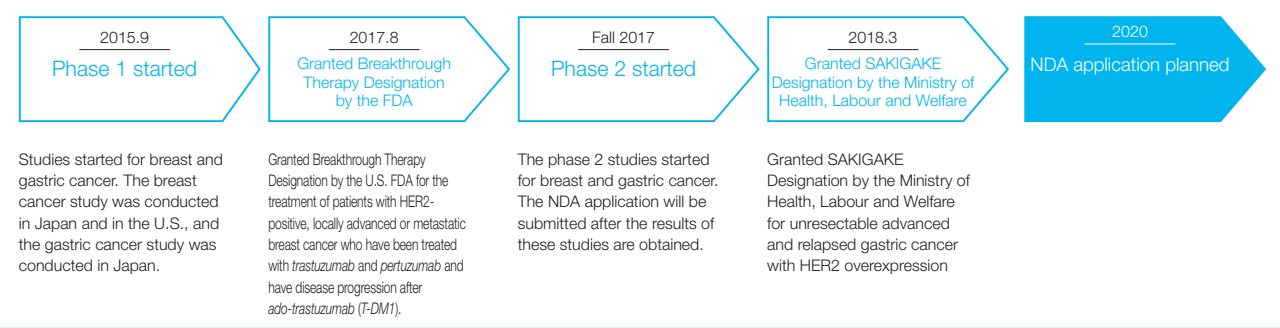 2015.9
Phase 1 started
Studies started for breast and
gastric cancer. The breast
cancer study was conducted
in Japan and in the U.S., and
the gastric cancer study was
conducted in Japan.
2017.8
Granted Breakthrough
Therapy Designation
by the FDA
Granted Breakthrough Therapy
Designation by the U.S. FDA for the
treatment of patients with HER2-
positive, locally advanced or metastatic
breast cancer who have been treated
with trastuzumab and pertuzumab and
have disease progression after
ado-trastuzumab (T-DM1).
Fall 2017
Phase 2 started
The phase 2 studies started
for breast and gastric cancer.
The NDA application will be
submitted after the results of
these studies are obtained.
2018.3
Granted SAKIGAKE
Designation by the Ministry of
Health, Labour and Welfare
Granted SAKIGAKE
Designation by the Ministry of
Health, Labour and Welfare
for unresectable advanced
and relapsed gastric cancer
with HER2 overexpression
2020
NDA application planned